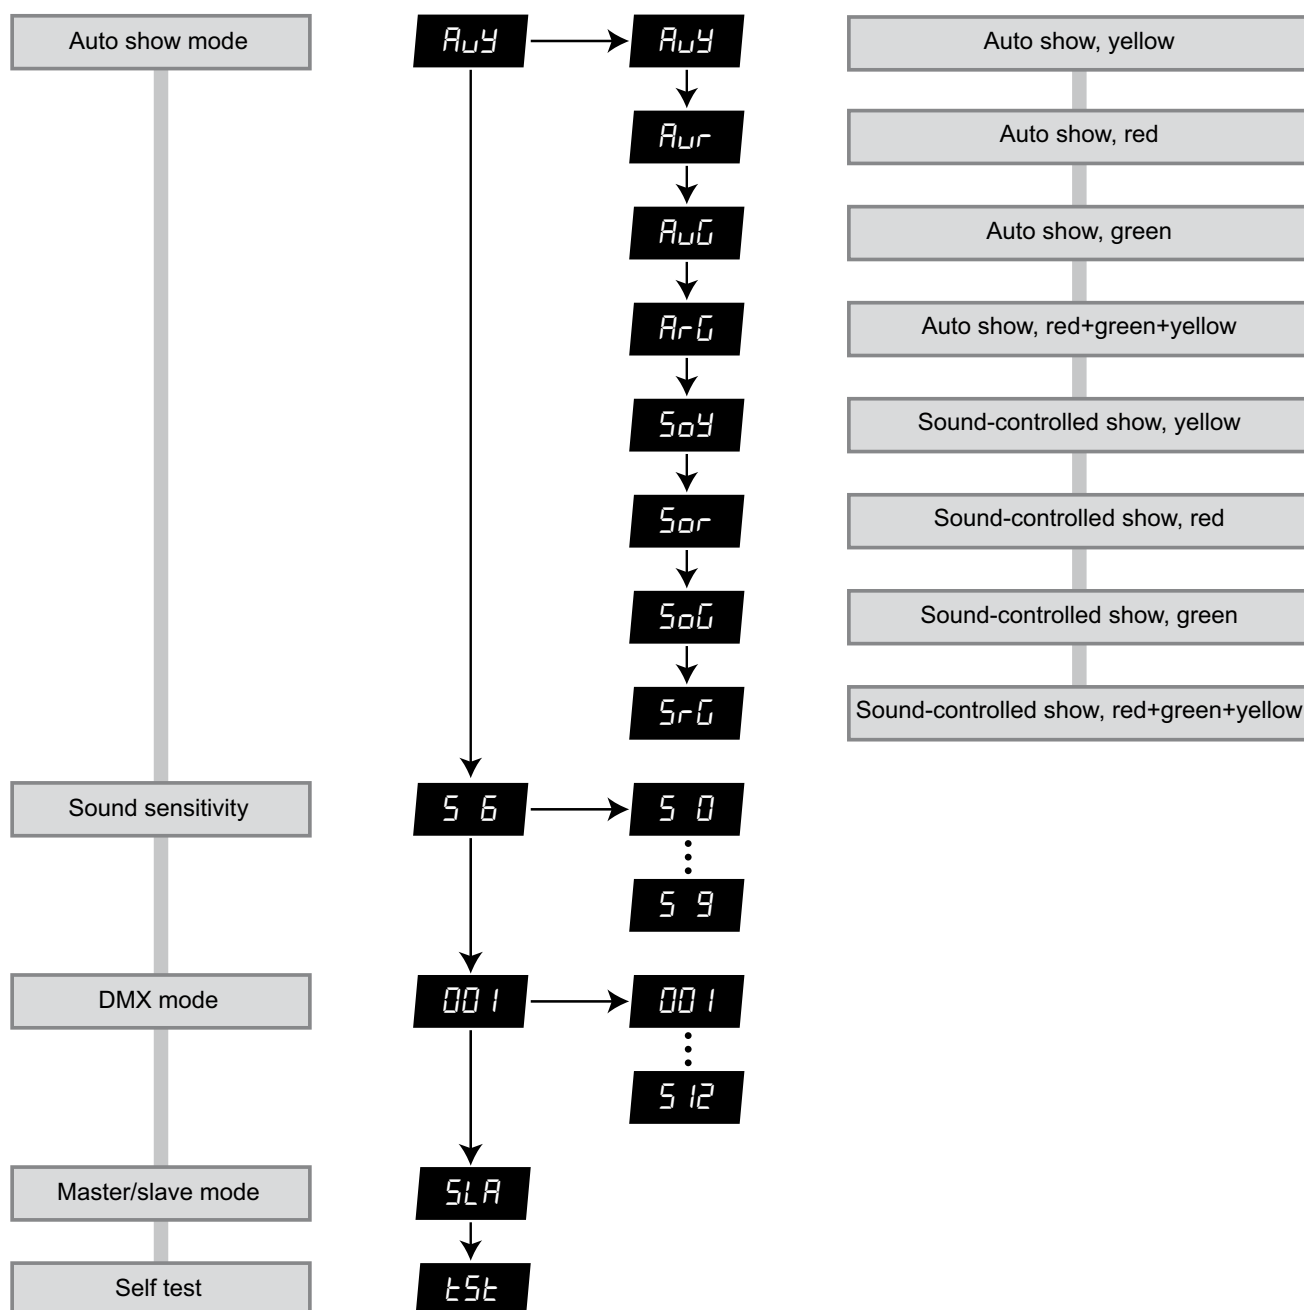 Auto show mode AuY AuY Auto show, yellow
Aur Auto show, red
AuG Auto show, green
ArG Auto show, red+green+yellow
SoY Sound-controlled show, yellow
Sor Sound-controlled show, red
SoG Sound-controlled show, green
SrG Sound-controlled show, red+green+yellow
Sound sensitivity S 6 S 0
S 9
DMX mode 001 001
512
Master/slave mode SLA
Self test tSt